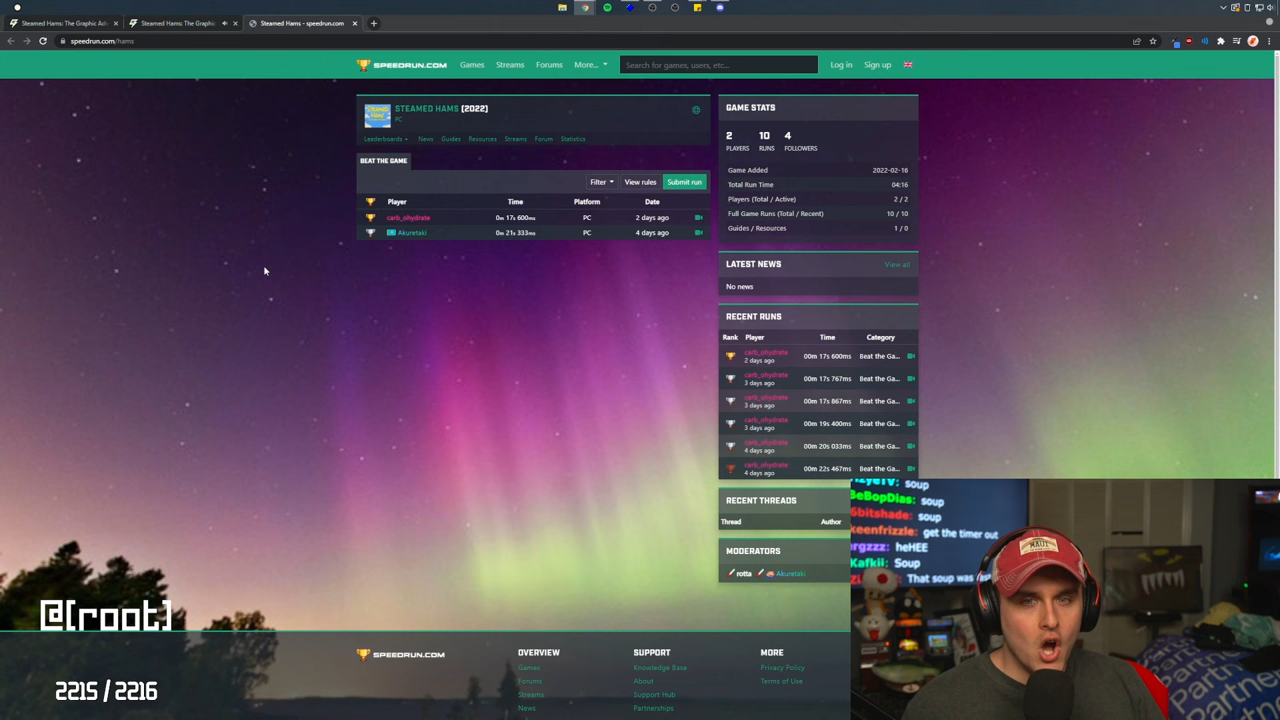 Steamed Hams: The Graphic Adv
Steamed Hams: The Graphic
Steamed Hams - speedrun.com
speedrun.com/hams
SPEEDRUN.COM
Games
Streams
Forums
More...
Search for games, users, etc...
Log in
Sign up
STEAMED HAMS (2022)
PC
Leaderboards
News
Guides
Resources
Streams
Forum
Statistics
BEAT THE GAME
Filter
View rules
Submit run
Player Time Platform Date
carb_ohydrate 0m 17s 600ms PC 2 days ago
Akuretaki 0m 21s 333ms PC 4 days ago
GAME STATS
2 10 4
PLAYERS RUNS FOLLOWERS
Game Added 2022-02-16
Total Run Time 04:16
Players (Total / Active) 2 / 2
Full Game Runs (Total / Recent) 10 / 10
Guides / Resources 1 / 0
LATEST NEWS View all
No news
RECENT RUNS
Rank Player Time Category
carb_ohydrate 00m 17s 600ms Beat the Ga...
2 days ago
carb_ohydrate 00m 17s 767ms Beat the Ga...
3 days ago
carb_ohydrate 00m 17s 867ms Beat the Ga...
3 days ago
carb_ohydrate 00m 19s 400ms Beat the Ga...
3 days ago
carb_ohydrate 00m 20s 033ms Beat the Ga...
4 days ago
carb_ohydrate 00m 22s 467ms Beat the Ga...
4 days ago
RECENT THREADS
Thread Author
MODERATORS
rotta Akuretaki
soup
BeBopDias: soup
6bitshade: soup
keenfrizzle: get the timer out
ergzzz: heHEE
Kafkii: Soup
That soup was
MAUI
@[root]
2215 / 2216
SPEEDRUN.COM
OVERVIEW
Games
Forums
Streams
News
SUPPORT
Knowledge Base
About
Support Hub
Partnerships
MORE
Privacy Policy
Terms of Use